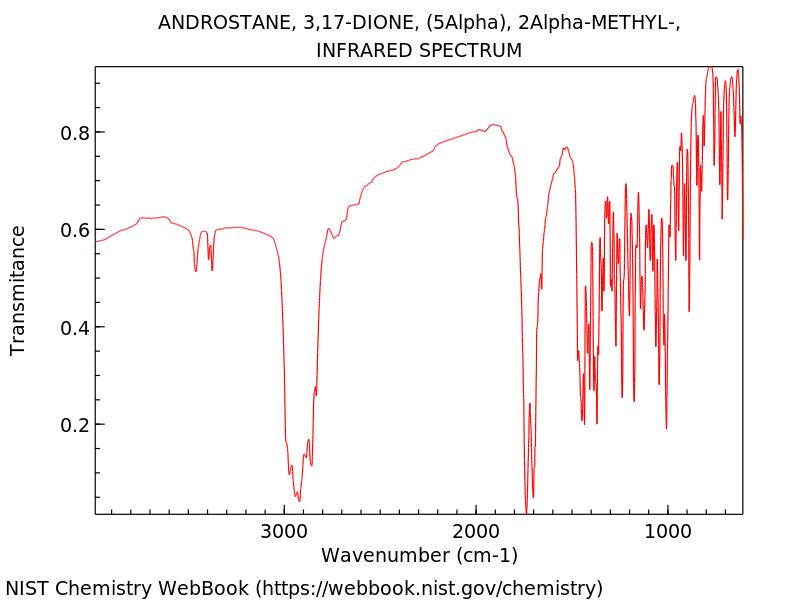 ANDROSTANE, 3,17-DIONE, (5Alpha), 2Alpha-METHYL-,
INFRARED SPECTRUM
0.8
0.6
0.4
0.2
Transmitance
3000 2000 1000
Wavenumber (cm-1)
NIST Chemistry WebBook (https://webbook.nist.gov/chemistry)